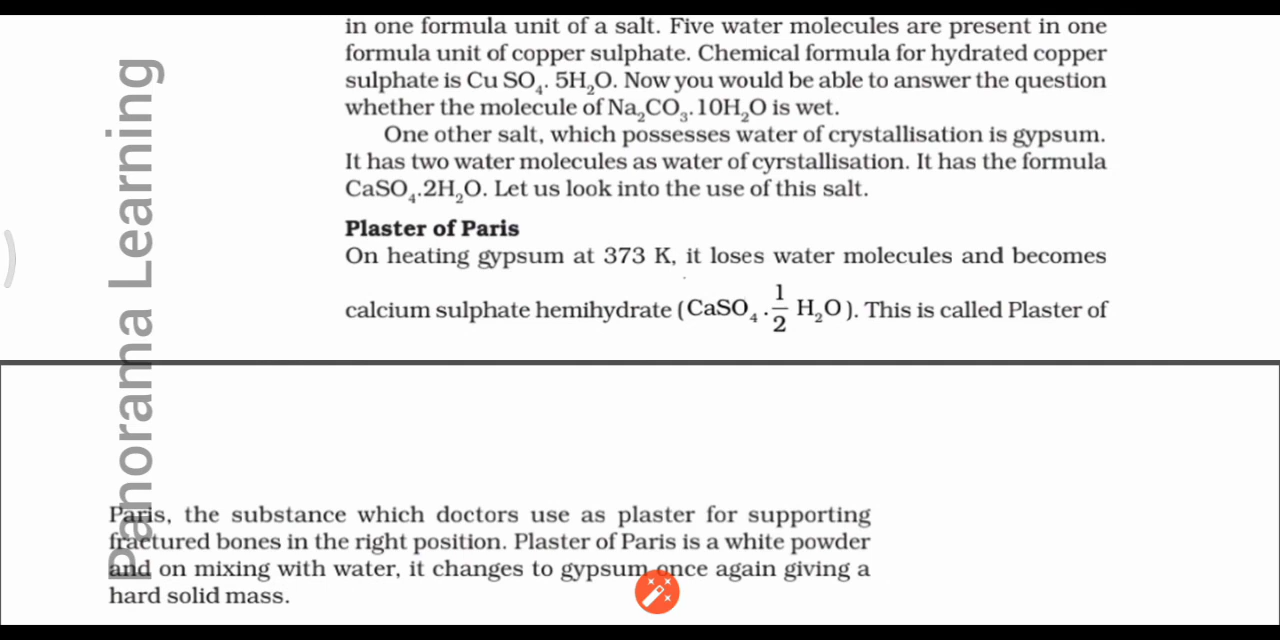 in one formula unit of a salt. Five water molecules are present in one
formula unit of copper sulphate. Chemical formula for hydrated copper
sulphate is Cu SO₄. 5H₂O. Now you would be able to answer the question
whether the molecule of Na₂CO₃.10H₂O is wet.
One other salt, which possesses water of crystallisation is gypsum.
It has two water molecules as water of cyrstallisation. It has the formula
CaSO₄.2H₂O. Let us look into the use of this salt.
Plaster of Paris
On heating gypsum at 373 K, it loses water molecules and becomes
calcium sulphate hemihydrate (CaSO₄.1/2 H₂O). This is called Plaster of
Paris, the substance which doctors use as plaster for supporting
fractured bones in the right position. Plaster of Paris is a white powder
and on mixing with water, it changes to gypsum once again giving a
hard solid mass.
Panorama Learning